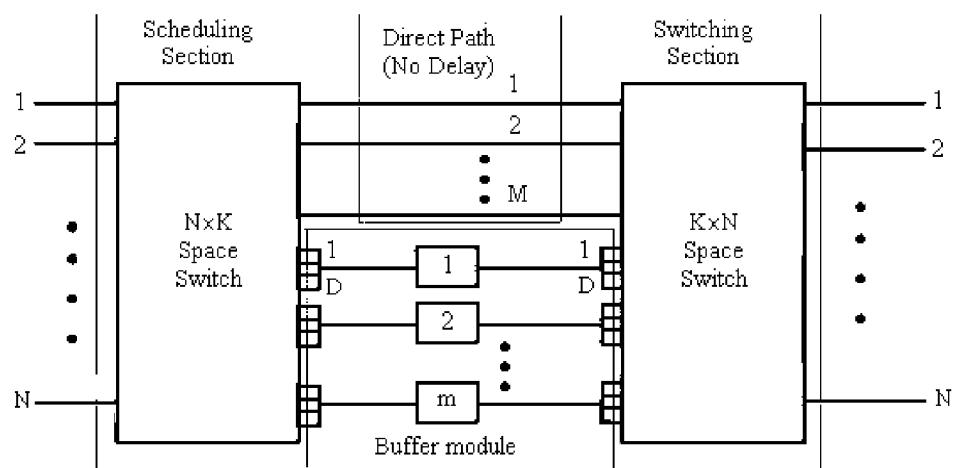 Scheduling
Section
Direct Path
(No Delay)
Switching
Section
1
1
1
2
2
2
M
N×K
Space
Switch
K×N
Space
Switch
1
1
1
D
D
2
N
m
N
Buffer module